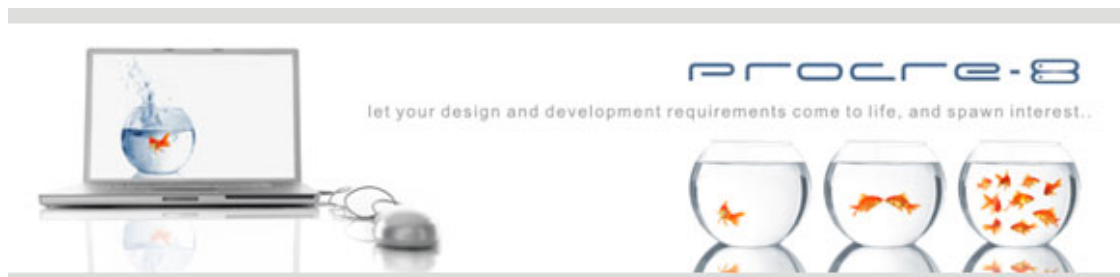 procre-8
let your design and development requirements come to life, and spawn interest..